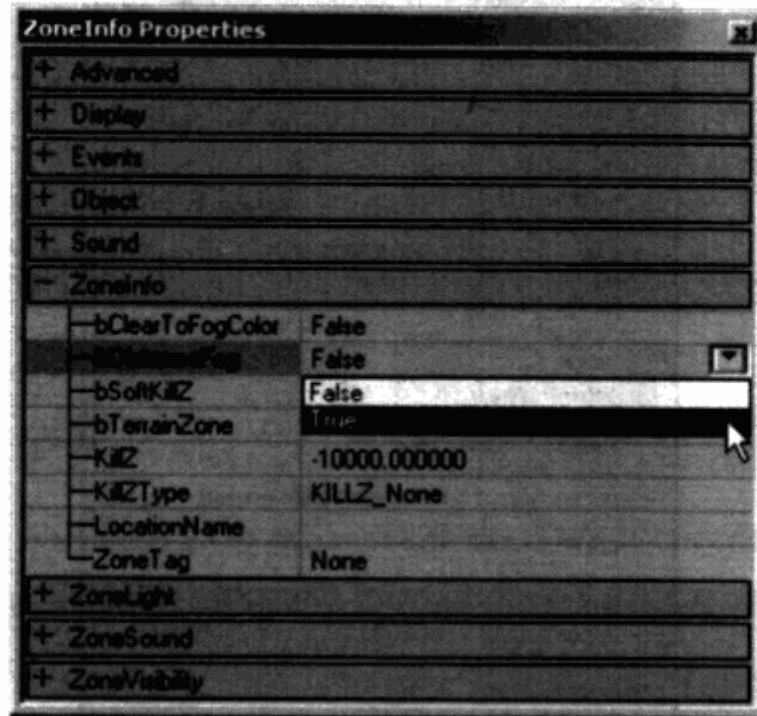 ZoneInfo Properties
+ Advanced
+ Display
+ Events
+ Object
+ Sound
- ZoneInfo
bClearToFogColor False
bDistanceFog False
bSoftKillZ False
bTerrainZone True
KillZ -10000.000000
KillZType KILLZ_None
LocationName
ZoneTag None
+ ZoneLight
+ ZoneSound
+ ZoneVisibility